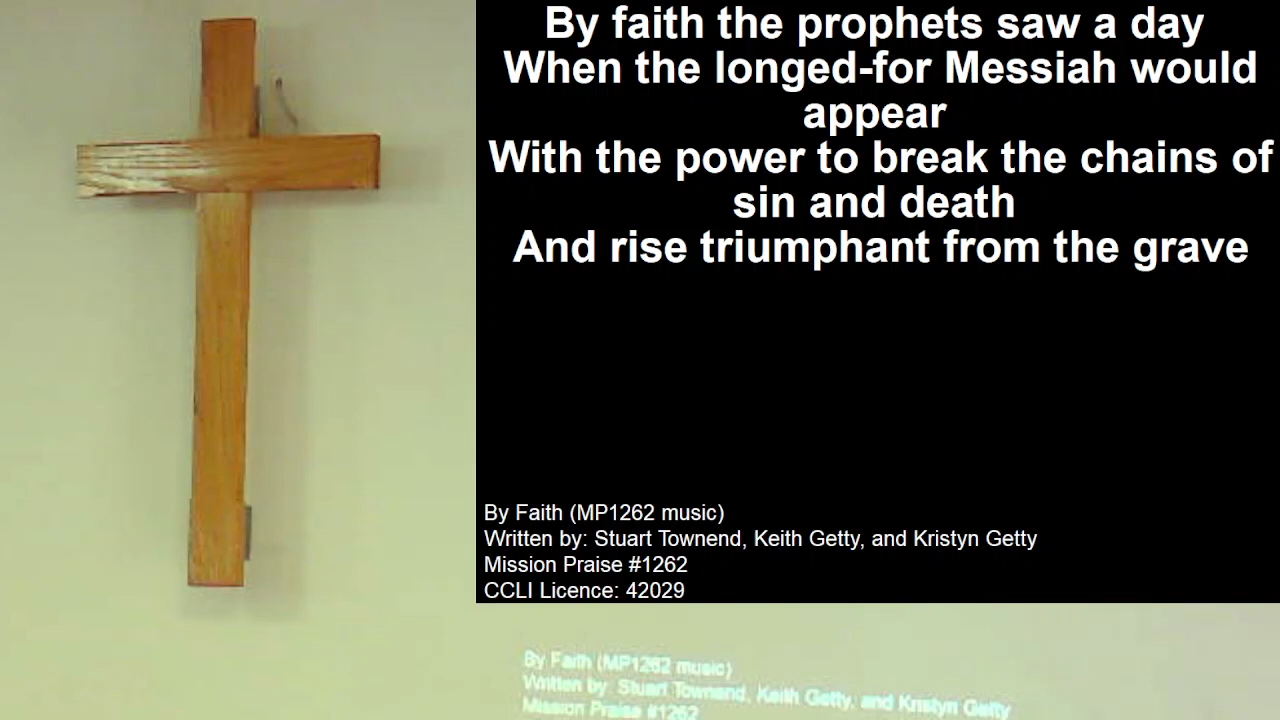 By faith the prophets saw a day
When the longed-for Messiah would
appear
With the power to break the chains of
sin and death
And rise triumphant from the grave
By Faith (MP1262 music)
Written by: Stuart Townend, Keith Getty, and Kristyn Getty
Mission Praise #1262
CCLI Licence: 42029
By Faith (MP1262 music)
Written by: Stuart Townend, Keith Getty, and Kristyn Getty
Mission Praise #1262